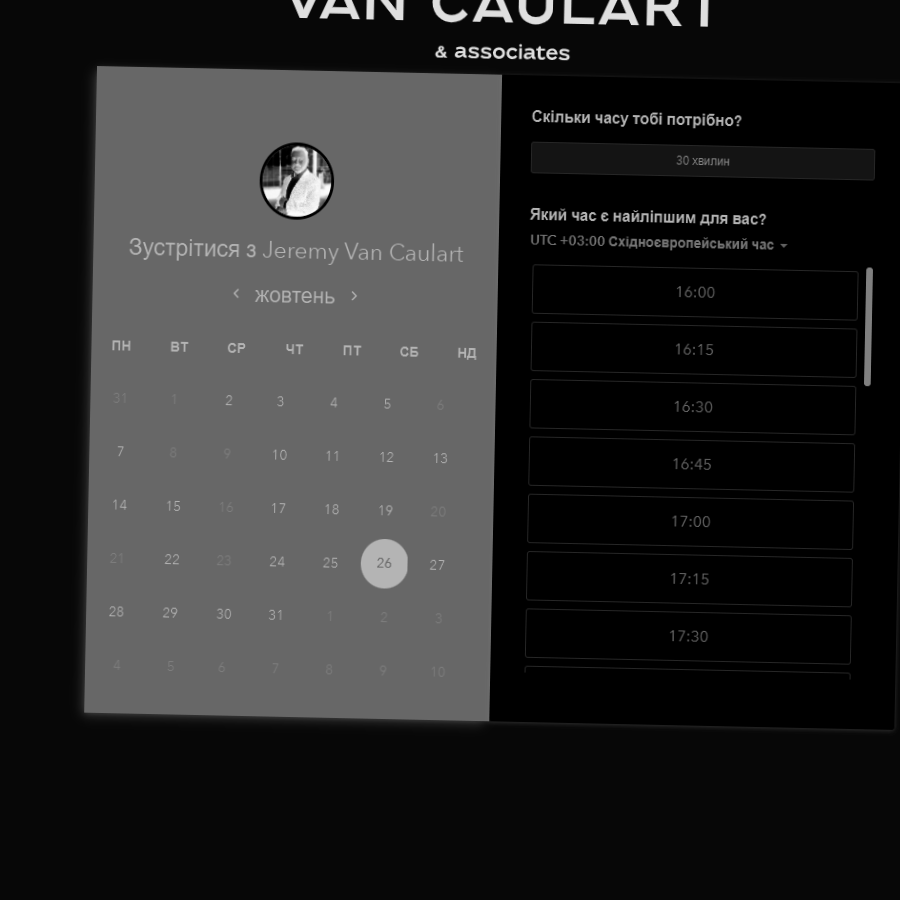 VAN CAULART
& associates
Зустрітися з Jeremy Van Caulart
жовтень
ПН ВТ СР ЧТ ПТ СБ НД
31 1 2 3 4 5 6
7 8 9 10 11 12 13
14 15 16 17 18 19 20
21 22 23 24 25 26 27
28 29 30 31 1 2 3
4 5 6 7 8 9 10
Скільки часу тобі потрібно?
30 хвилин
Який час є найліпшим для вас?
UTC +03:00 Східноєвропейський час
16:00
16:15
16:30
16:45
17:00
17:15
17:30